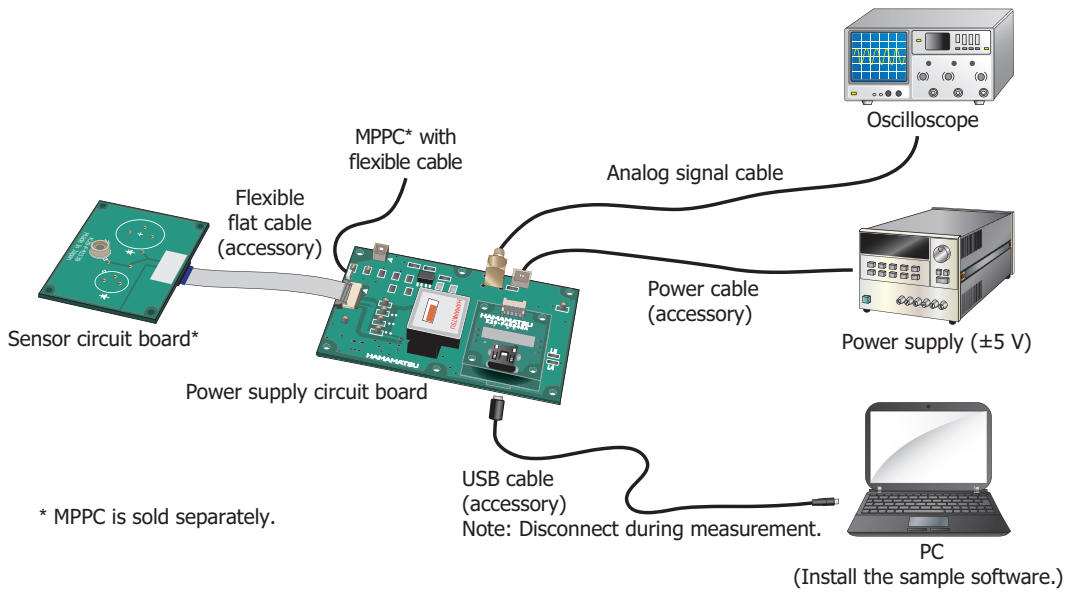 Oscilloscope
MPPC* with
flexible cable
Analog signal cable
Flexible
flat cable
(accessory)
Power cable
(accessory)
Sensor circuit board*
Power supply (±5 V)
HAMAMATSU
HAMAMATSU
HAMAMATSU
Power supply circuit board
USB cable
(accessory)
Note: Disconnect during measurement.
* MPPC is sold separately.
PC
(Install the sample software.)